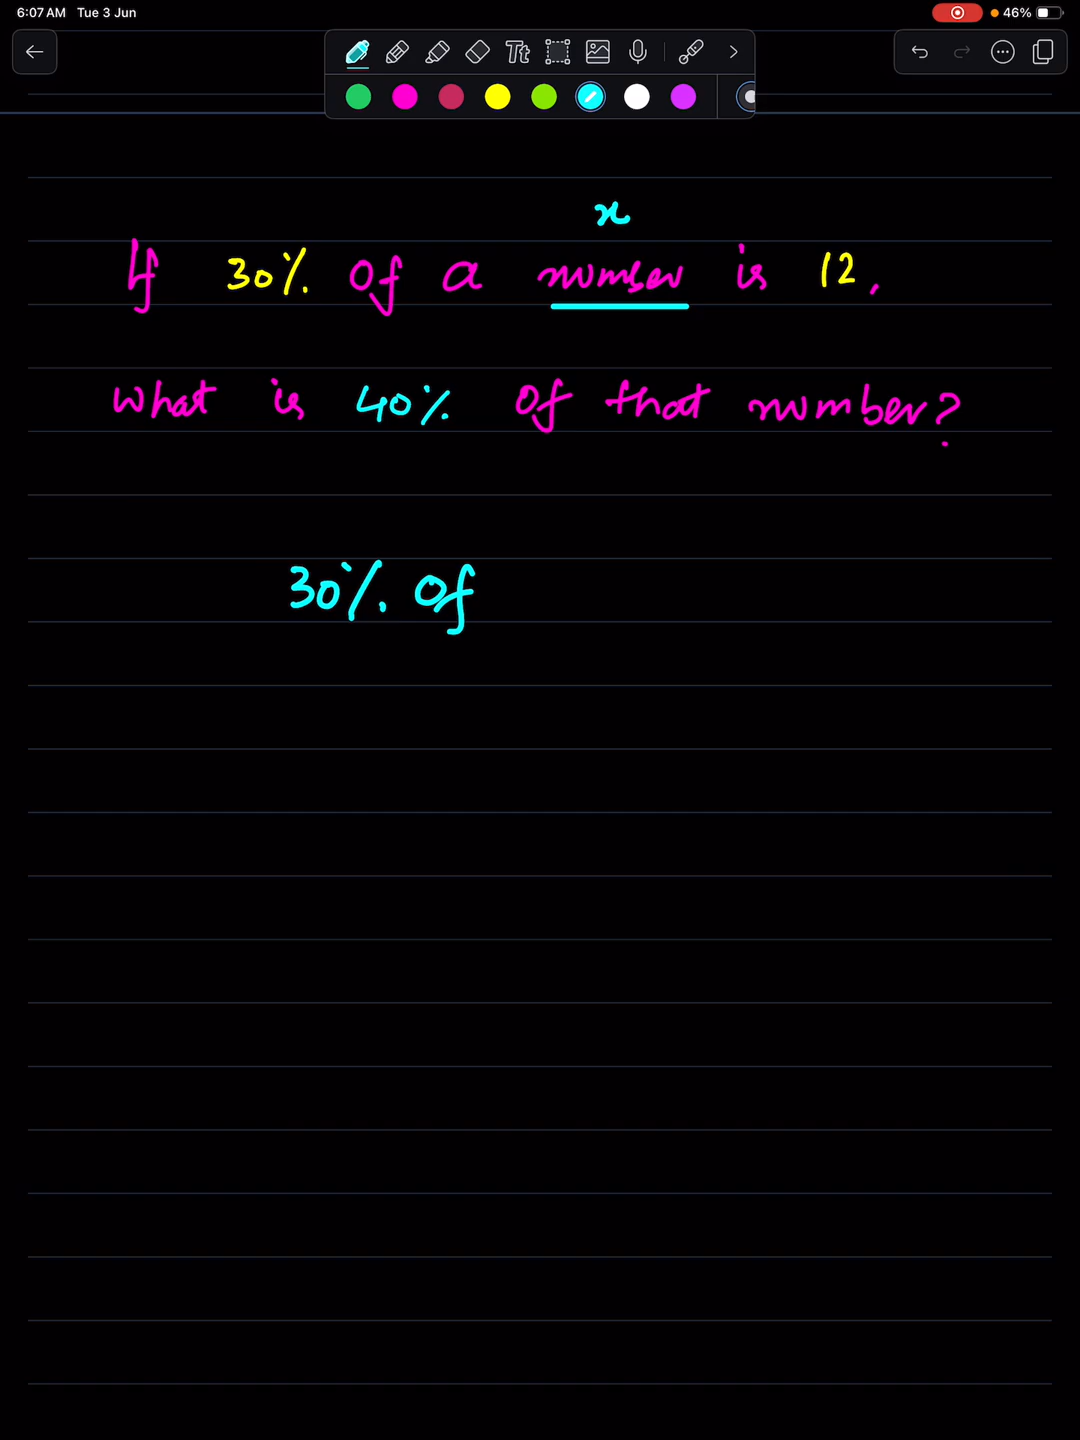 6:07 AM Tue 3 Jun 46%
Tt
x
If 30% of a number is 12,
what is 40% of that number?
30% of